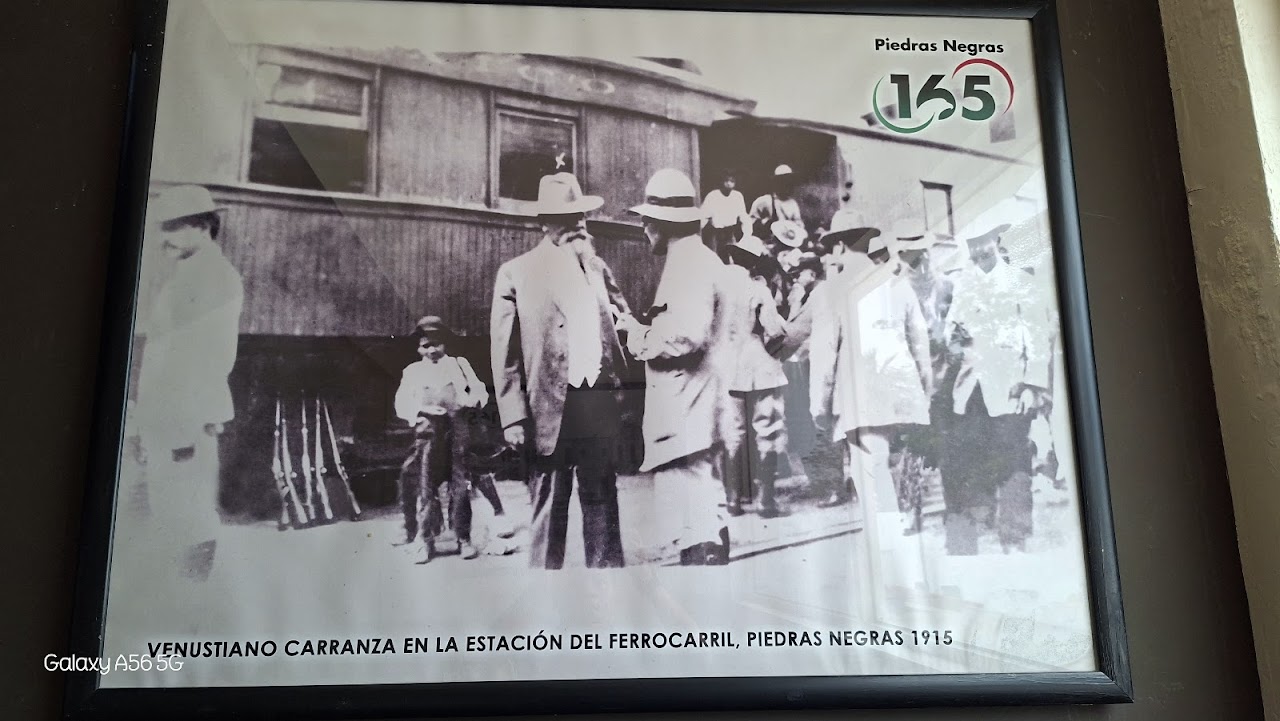 Piedras Negras
165
VENUSTIANO CARRANZA EN LA ESTACIÓN DEL FERROCARRIL, PIEDRAS NEGRAS 1915
Galaxy A56 5G